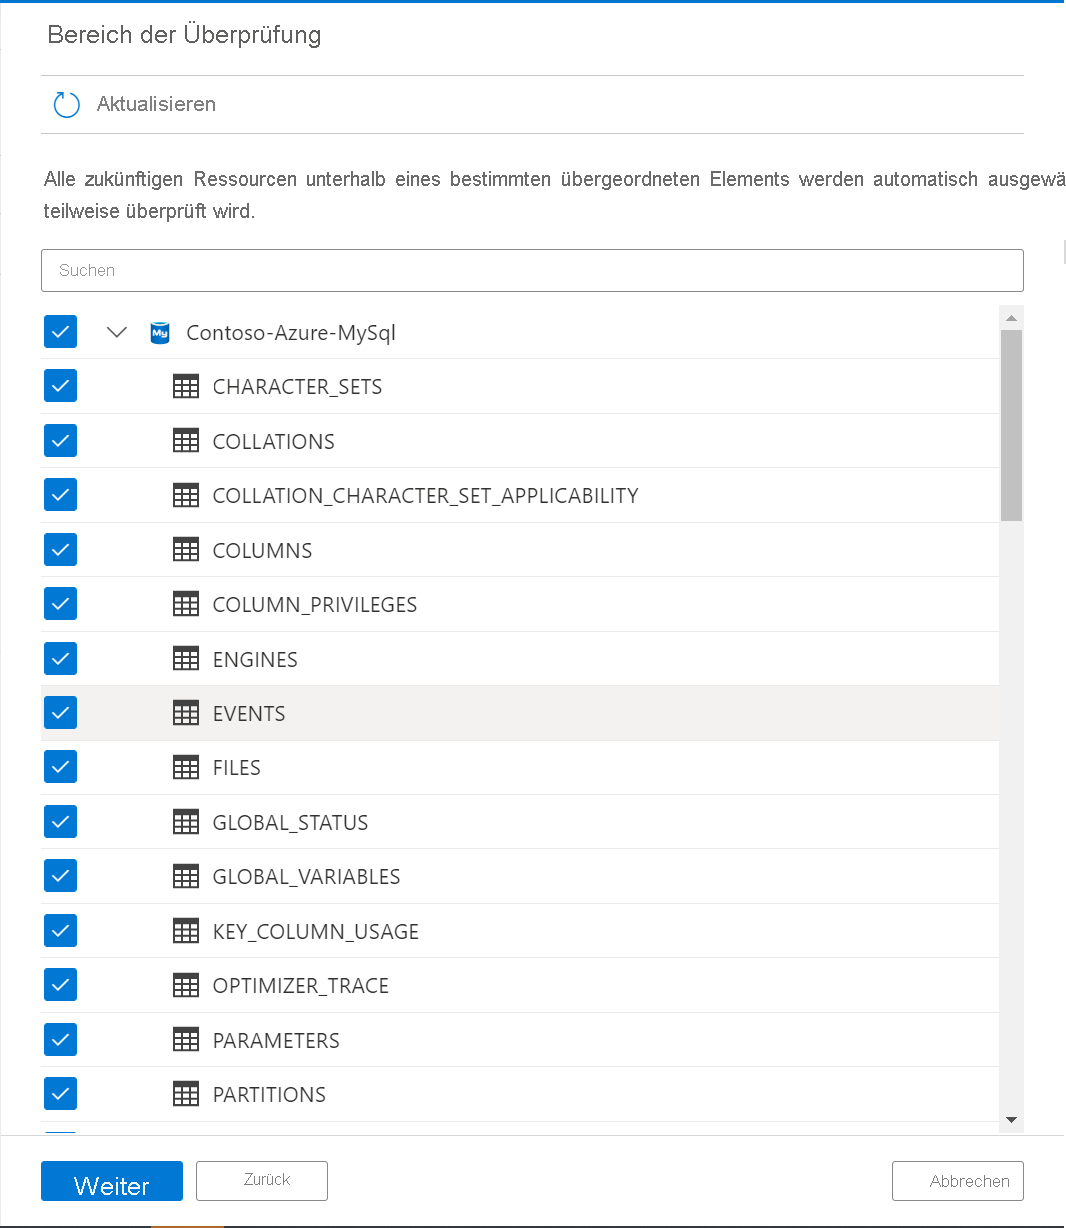 Bereich der Überprüfung
Aktualisieren
Alle zukünftigen Ressourcen unterhalb eines bestimmten übergeordneten Elements werden automatisch ausgewä
teilweise überprüft wird.
Suchen
My Contoso-Azure-MySql
CHARACTER_SETS
COLLATIONS
COLLATION_CHARACTER_SET_APPLICABILITY
COLUMNS
COLUMN_PRIVILEGES
ENGINES
EVENTS
FILES
GLOBAL_STATUS
GLOBAL_VARIABLES
KEY_COLUMN_USAGE
OPTIMIZER_TRACE
PARAMETERS
PARTITIONS
Weiter Zurück Abbrechen